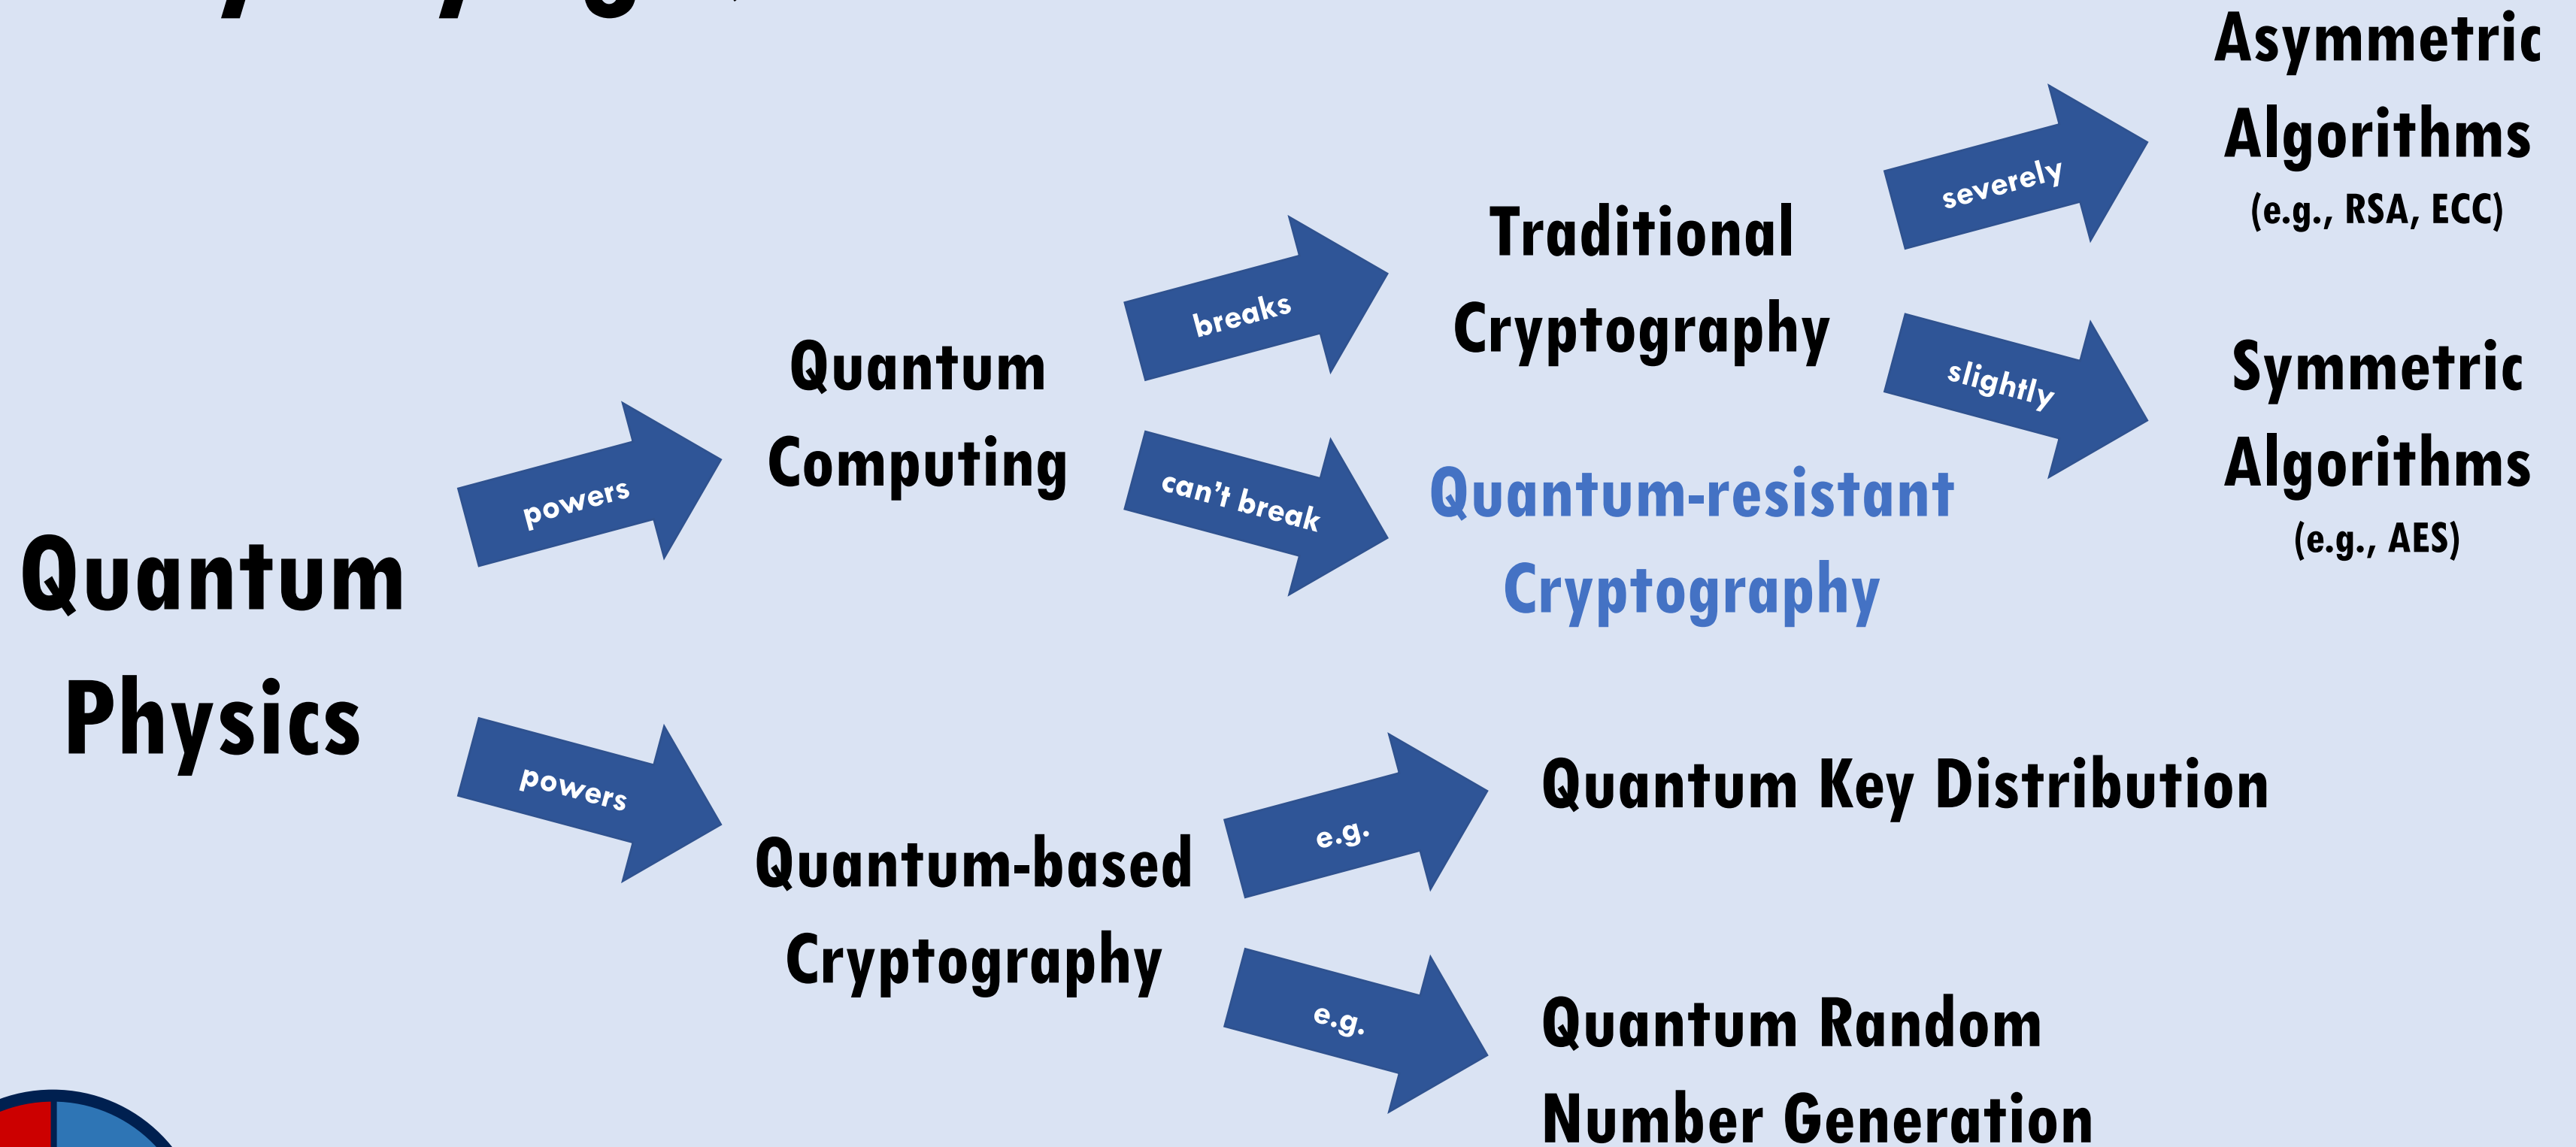 Asymmetric
Algorithms
(e.g., RSA, ECC)
severely
Traditional
Cryptography
breaks
slightly
Symmetric
Algorithms
(e.g., AES)
Quantum
Computing
powers
can't break
Quantum-resistant
Cryptography
Quantum
Physics
powers
Quantum-based
Cryptography
e.g.
Quantum Key Distribution
e.g.
Quantum Random
Number Generation